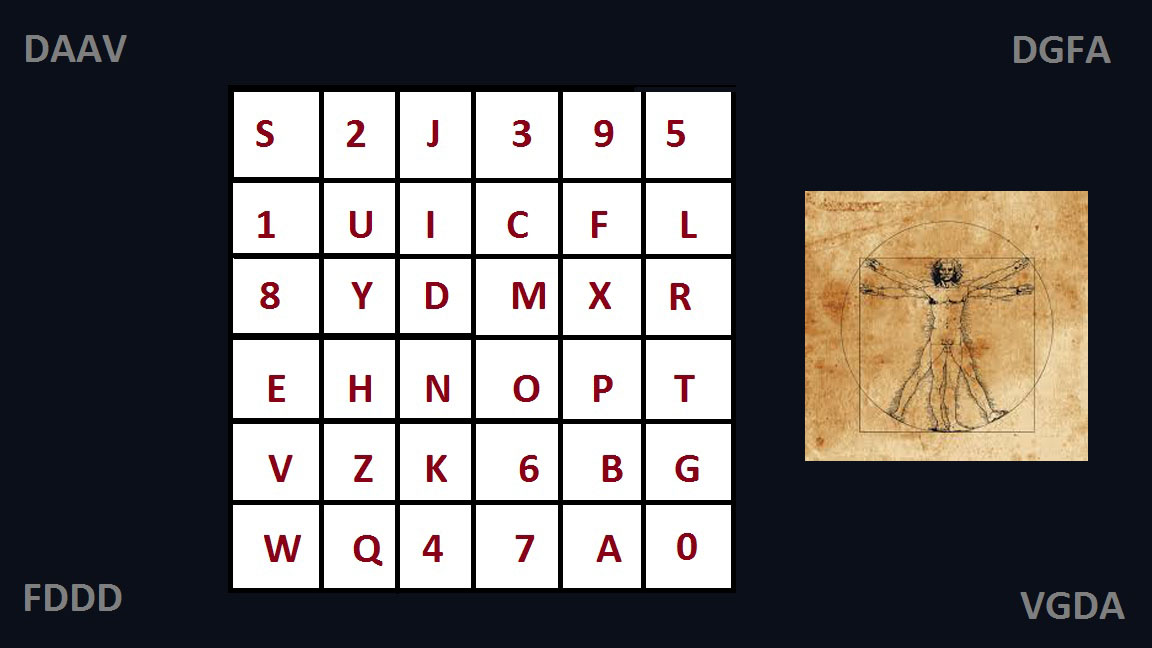 DAAV DGFA
S 2 J 3 9 5
1 U I C F L
8 Y D M X R
E H N O P T
V Z K 6 B G
W Q 4 7 A 0
FDDD VGDA